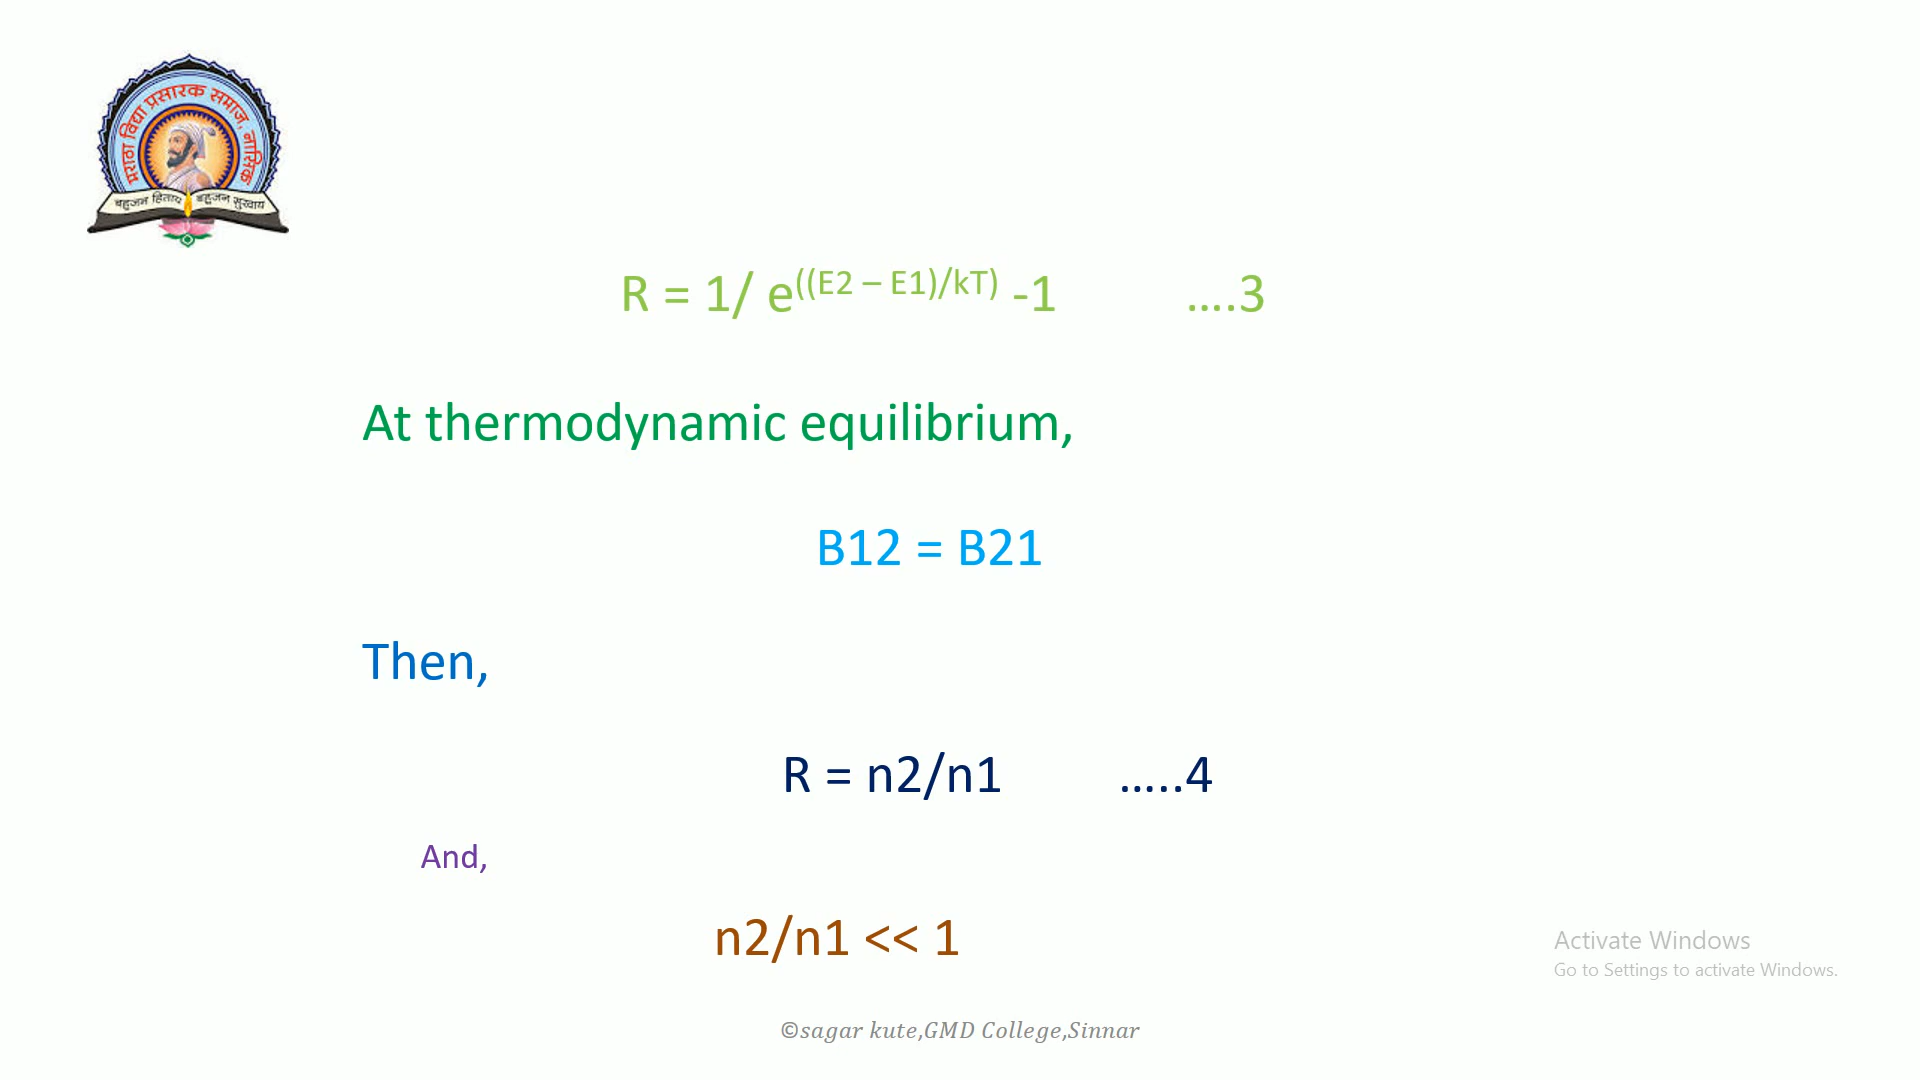 मराठा विद्या प्रसारक समाज, नासिक
बहुजन हिताय बहुजन सुखाय
R = 1/ e((E2 – E1)/kT) -1 ....3
At thermodynamic equilibrium,
B12 = B21
Then,
R = n2/n1 .....4
And,
n2/n1 << 1
Activate Windows
Go to Settings to activate Windows.
©sagar kute,GMD College,Sinnar